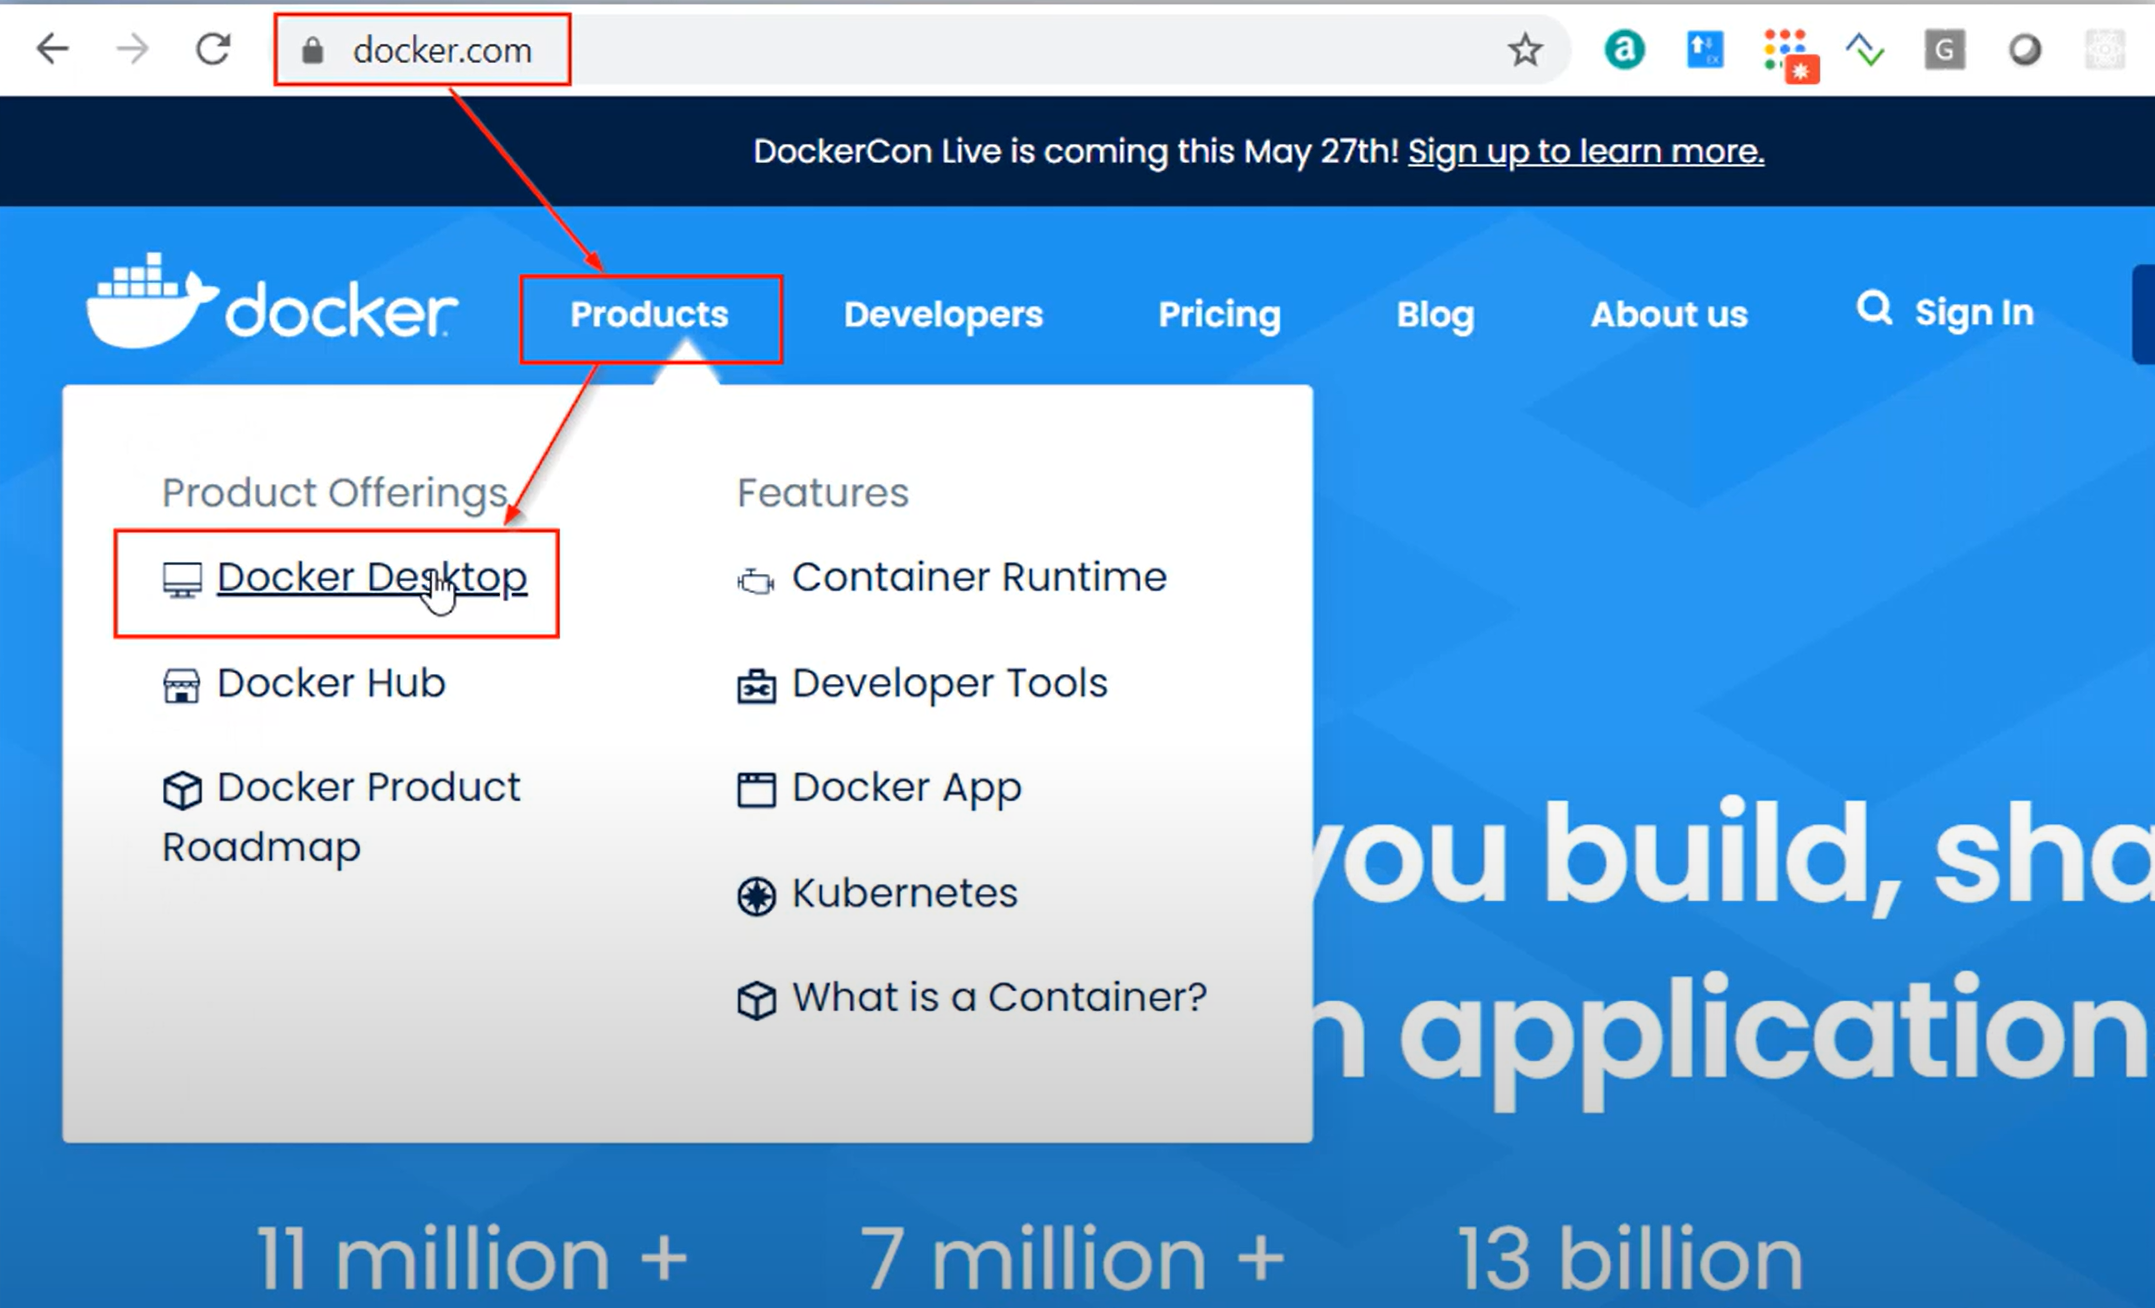 docker.com
G
DockerCon Live is coming this May 27th! Sign up to learn more.
docker
Products
Developers
Pricing
Blog
About us
Sign In
Product Offerings
Docker Desktop
Docker Hub
Docker Product
Roadmap
Features
Container Runtime
Developer Tools
Docker App
Kubernetes
What is a Container?
you build, sha
n application
11 million +
7 million +
13 billion